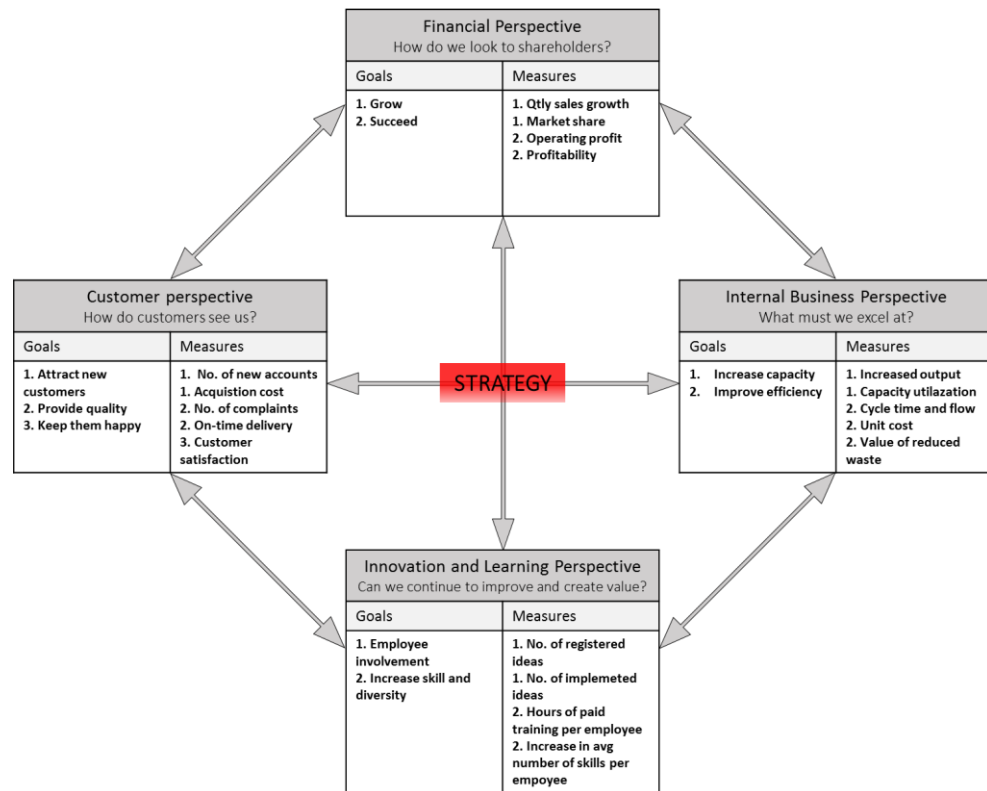 Financial Perspective
How do we look to shareholders?
Goals
Measures
1. Grow
2. Succeed
1. Qtly sales growth
1. Market share
2. Operating profit
2. Profitability
Customer perspective
How do customers see us?
Goals
Measures
1. Attract new
customers
2. Provide quality
3. Keep them happy
1. No. of new accounts
1. Acquistion cost
2. No. of complaints
2. On-time delivery
3. Customer
satisfaction
STRATEGY
Internal Business Perspective
What must we excel at?
Goals
Measures
1. Increase capacity
2. Improve efficiency
1. Increased output
1. Capacity utilazation
2. Cycle time and flow
2. Unit cost
2. Value of reduced
waste
Innovation and Learning Perspective
Can we continue to improve and create value?
Goals
Measures
1. Employee
involvement
2. Increase skill and
diversity
1. No. of registered
ideas
1. No. of implemeted
ideas
2. Hours of paid
training per employee
2. Increase in avg
number of skills per
empoyee